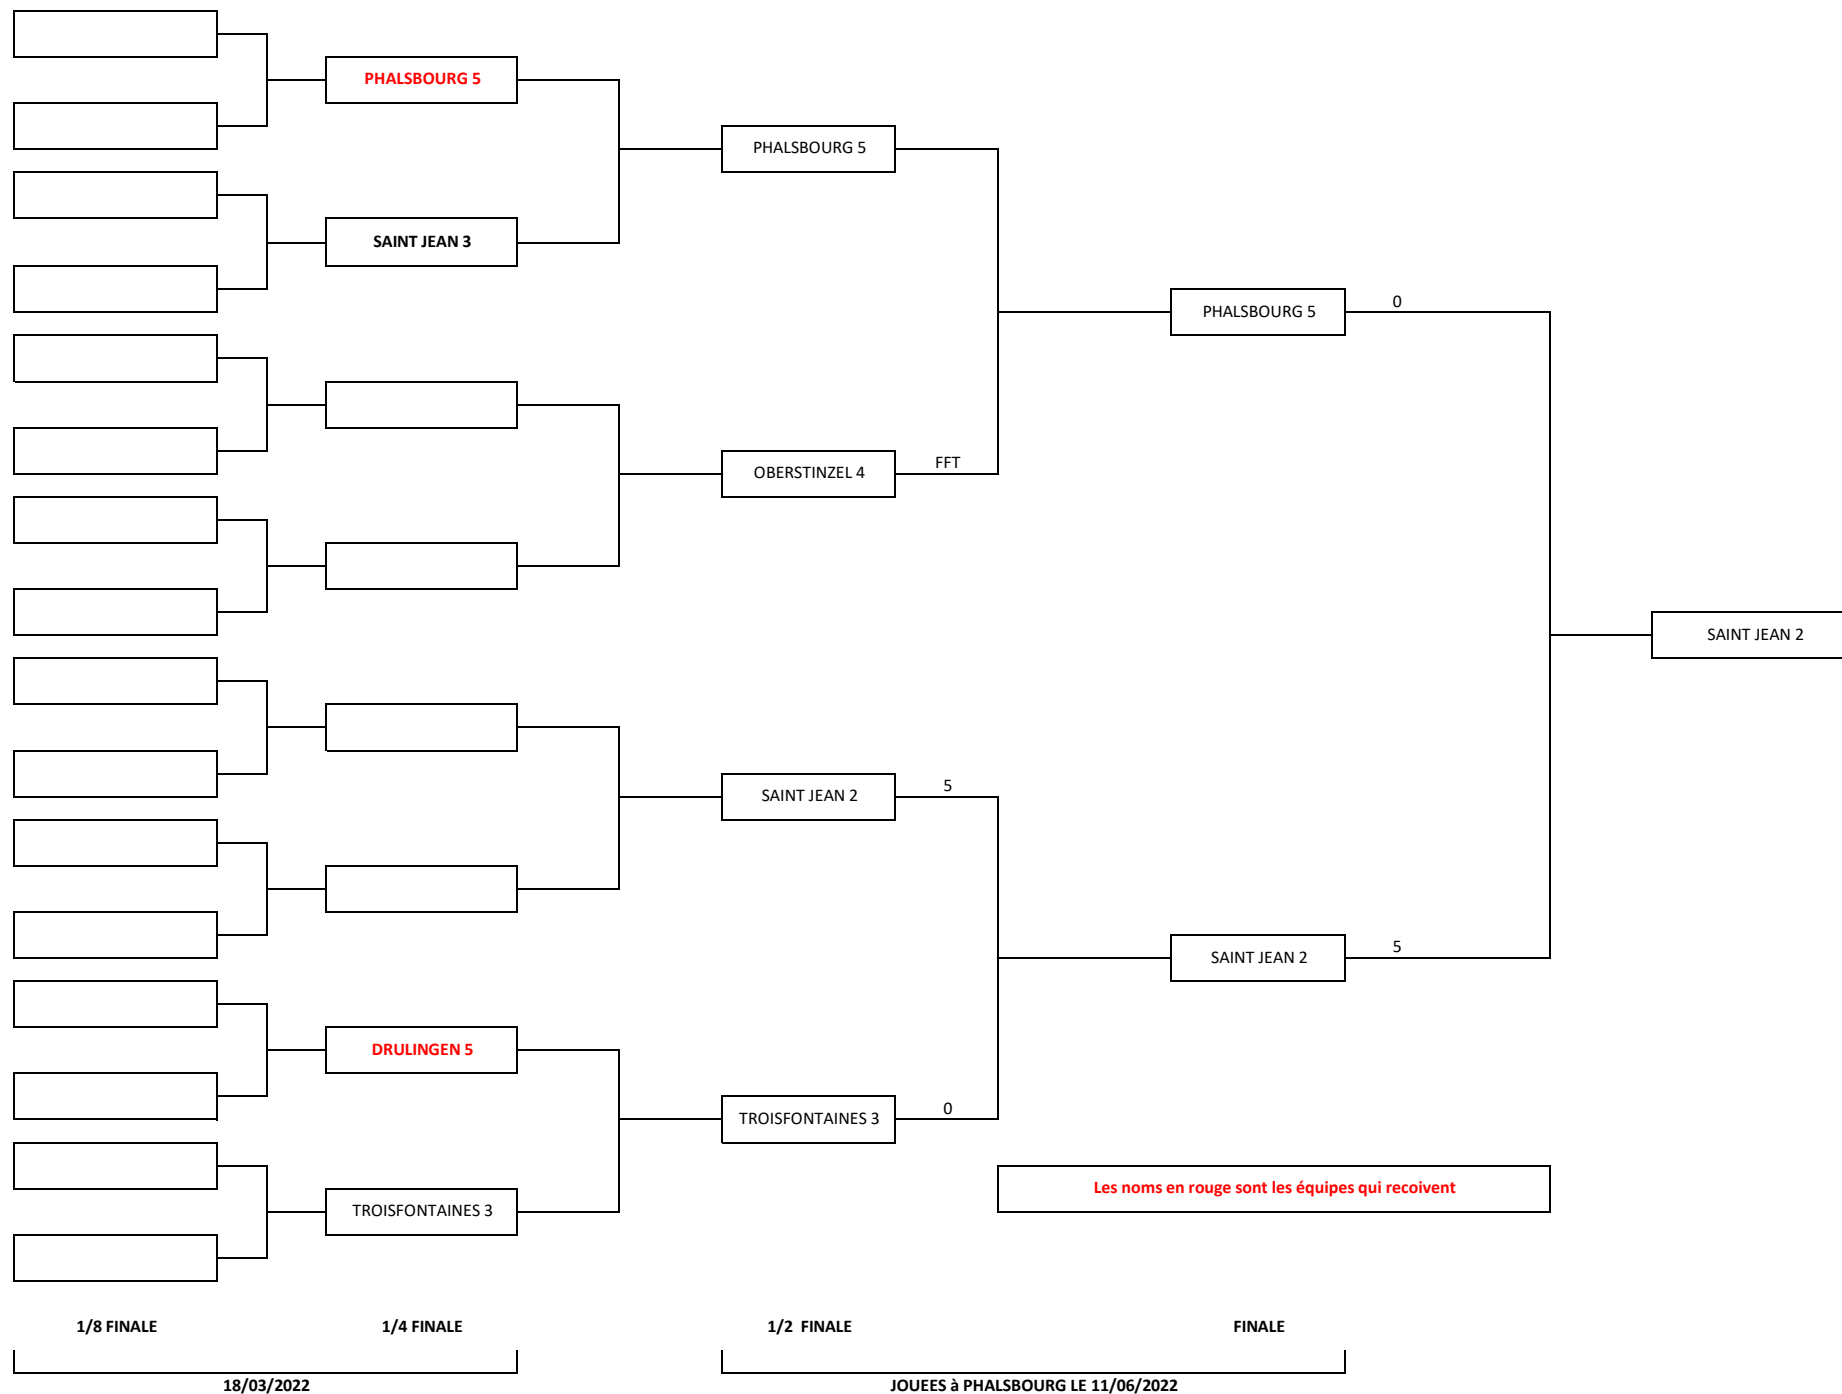 PHALSBOURG 5
PHALSBOURG 5
SAINT JEAN 3
PHALSBOURG 5
0
OBERSTINZEL 4
FFT
SAINT JEAN 2
SAINT JEAN 2
5
SAINT JEAN 2
5
DRULINGEN 5
TROISFONTAINES 3
0
TROISFONTAINES 3
Les noms en rouge sont les équipes qui recoivent
1/8 FINALE
1/4 FINALE
1/2 FINALE
FINALE
18/03/2022
JOUEES à PHALSBOURG LE 11/06/2022